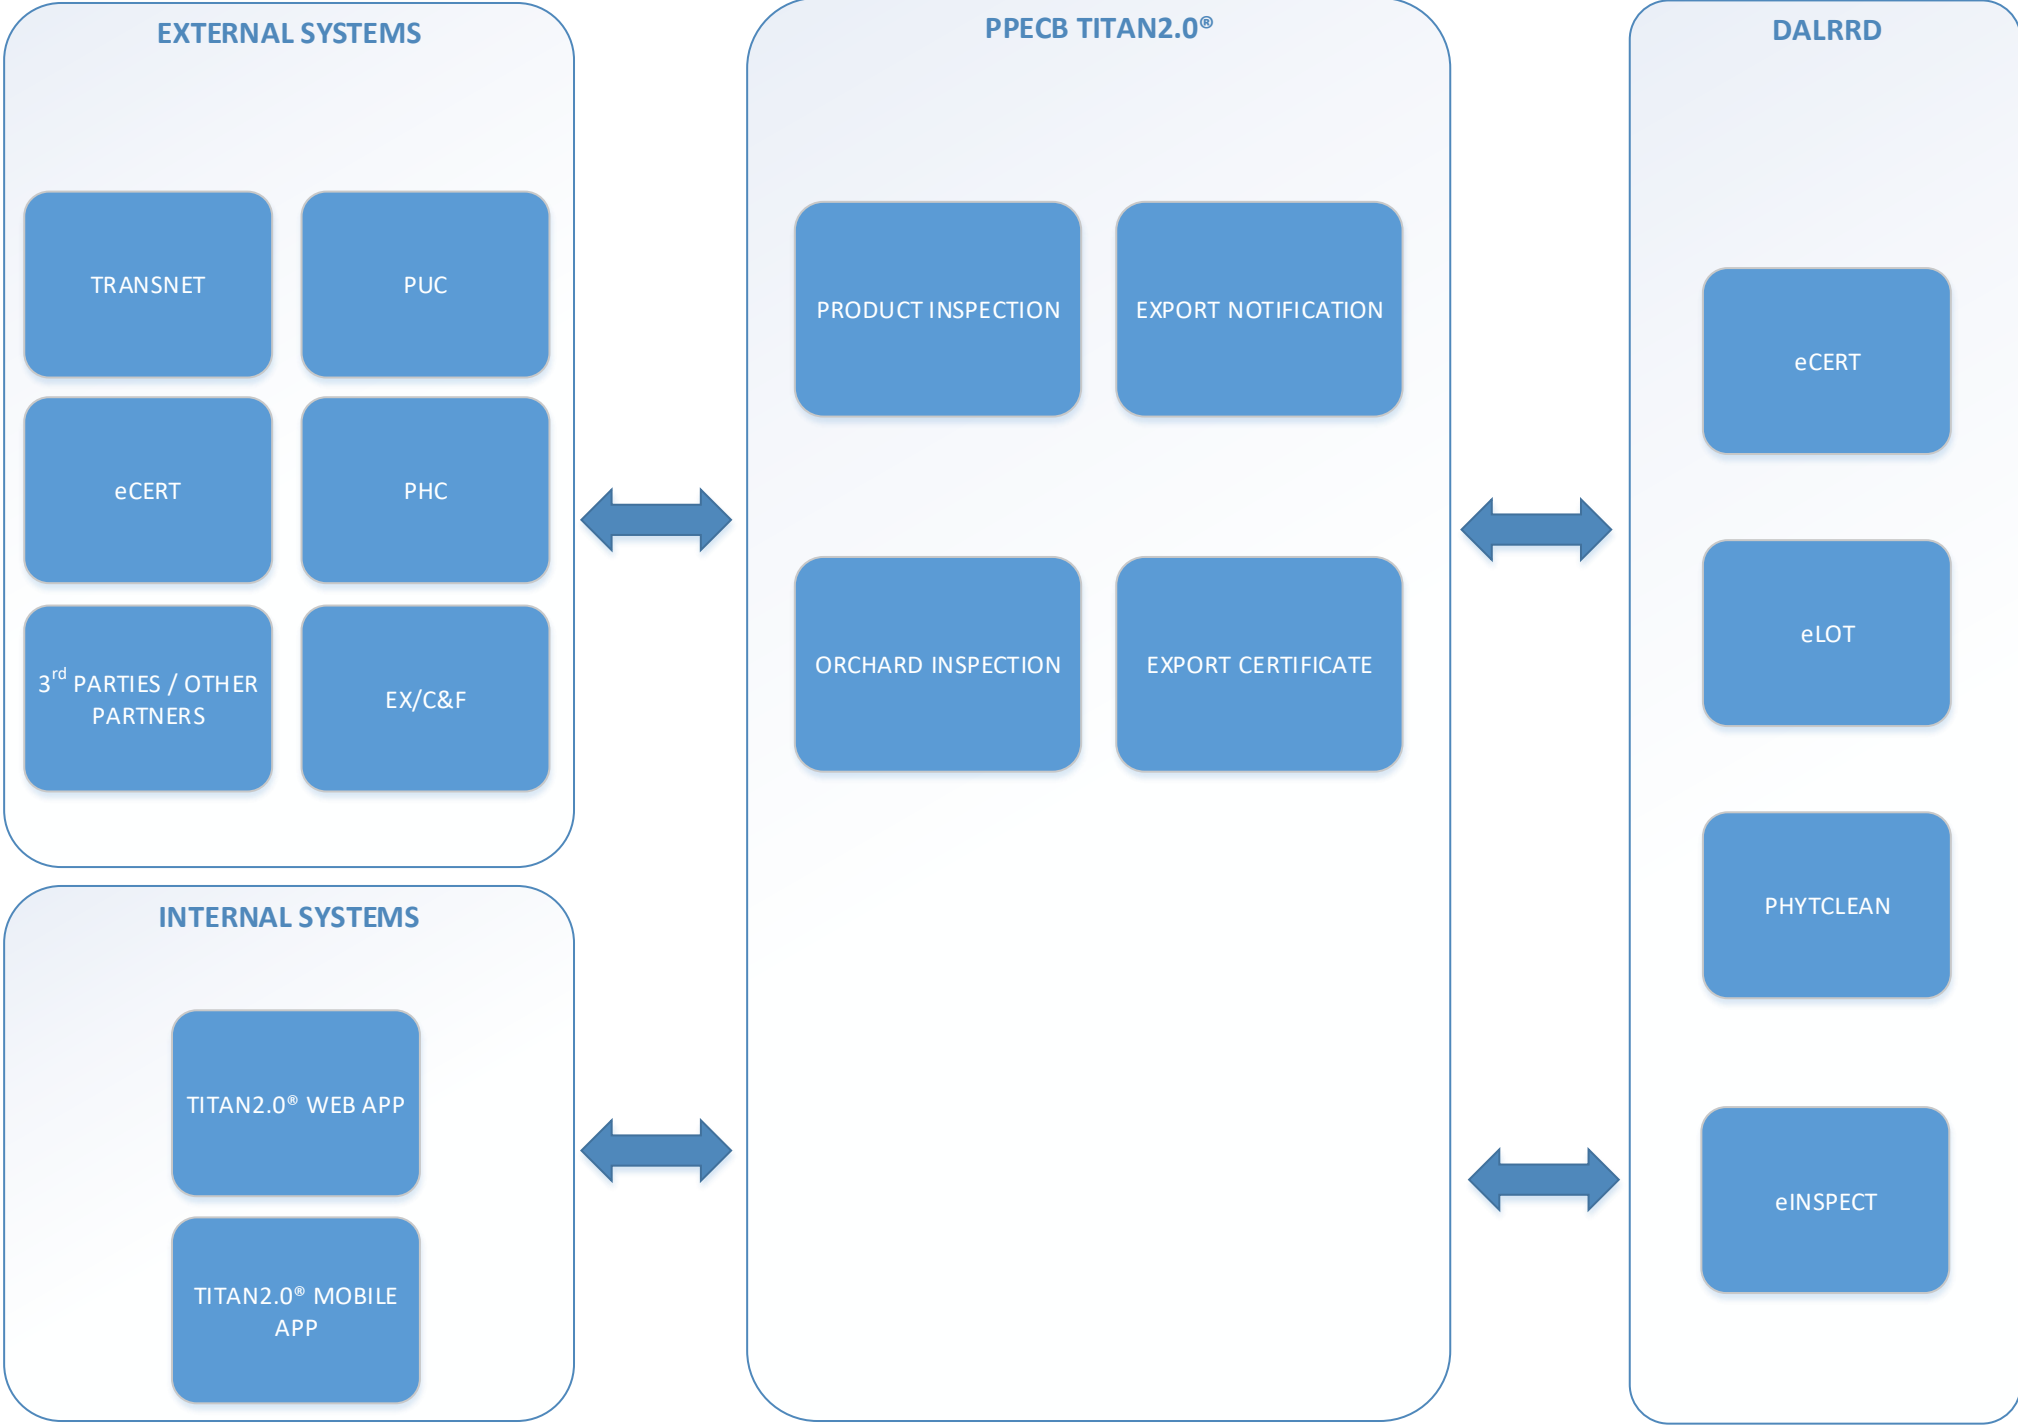 EXTERNAL SYSTEMS
TRANSNET
PUC
eCERT
PHC
3rd PARTIES / OTHER
PARTNERS
EX/C&F
INTERNAL SYSTEMS
TITAN2.0® WEB APP
TITAN2.0® MOBILE
APP
PPECB TITAN2.0®
PRODUCT INSPECTION
EXPORT NOTIFICATION
ORCHARD INSPECTION
EXPORT CERTIFICATE
DALRRD
eCERT
eLOT
PHYTCLEAN
eINSPECT